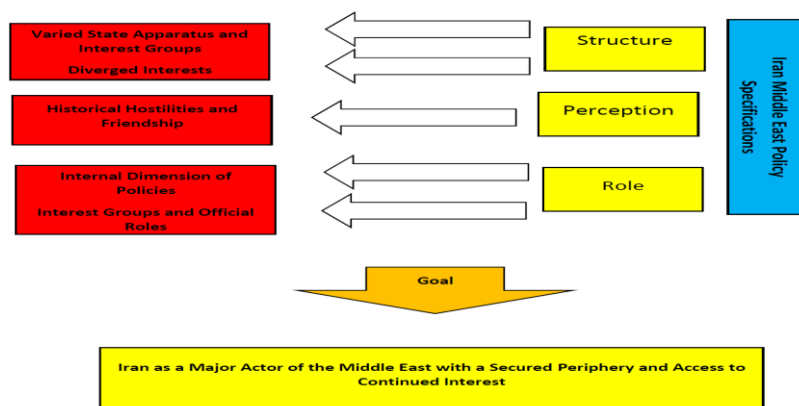 Varied State Apparatus and
Interest Groups
Diverged Interests
Structure
Historical Hostilities and
Friendship
Perception
Internal Dimension of
Policies
Interest Groups and Official
Roles
Role
Iran Middle East Policy
Specifications
Goal
Iran as a Major Actor of the Middle East with a Secured Periphery and Access to
Continued Interest